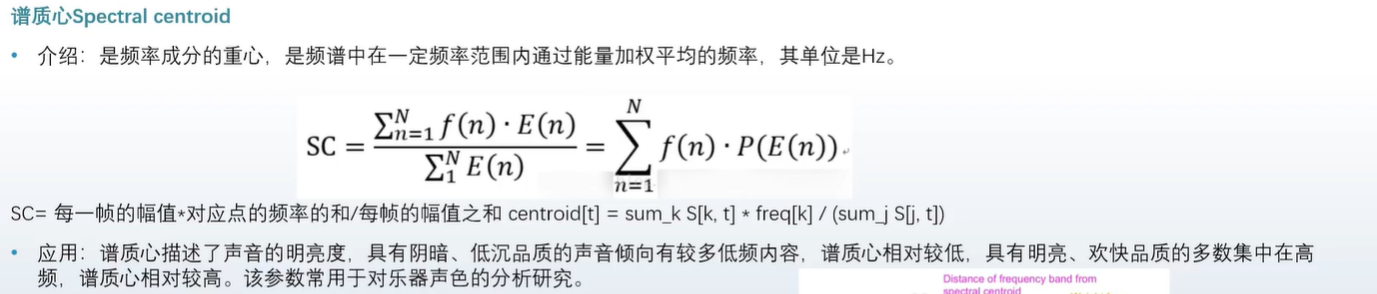 谱质心Spectral centroid
• 介绍：是频率成分的重心，是频谱中在一定频率范围内通过能量加权平均的频率，其单位是Hz。
SC = \frac{\sum_{n=1}^{N} f(n) \cdot E(n)}{\sum_{1}^{N} E(n)} = \sum_{n=1}^{N} f(n) \cdot P(E(n))
SC= 每一帧的幅值*对应点的频率的和/每帧的幅值之和 centroid[t] = sum_k S[k, t] * freq[k] / (sum_j S[j, t])
• 应用：谱质心描述了声音的明亮度，具有阴暗、低沉品质的声音倾向有较多低频内容，谱质心相对较低，具有明亮、欢快品质的多数集中在高
频，谱质心相对较高。该参数常用于对乐器声色的分析研究。
Distance of frequency band from
spectral centroid